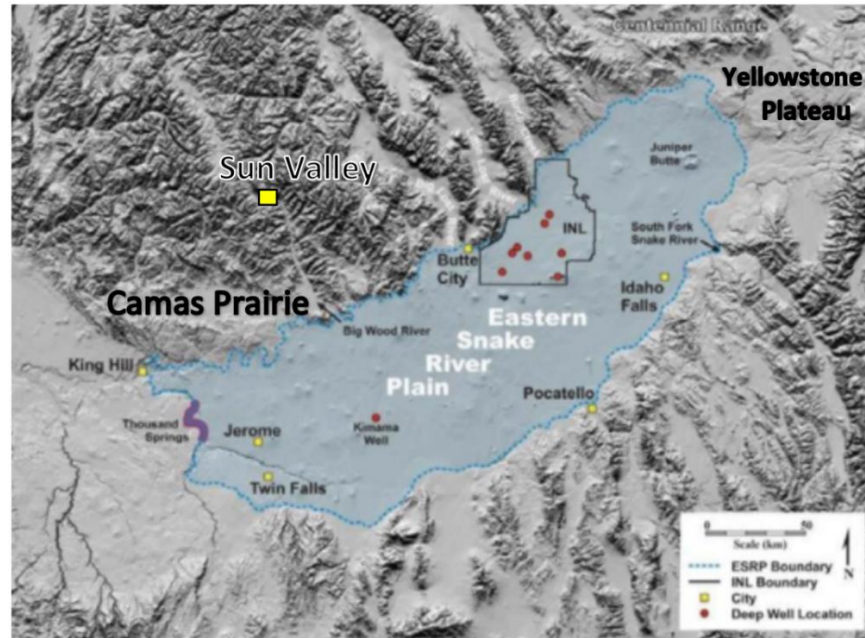 Centennial Range
Yellowstone
Plateau
Juniper
Butte
Sun Valley
INL
South Fork
Snake River
Butte
City
Idaho
Falls
Camas Prairie
Big Wood River
Eastern
Snake
River
Plain
King Hill
Pocatello
Thousand
Springs
Jerome
Kimama
Well
Twin Falls
0 50
Scale (km)
N
ESRP Boundary
INL Boundary
City
Deep Well Location